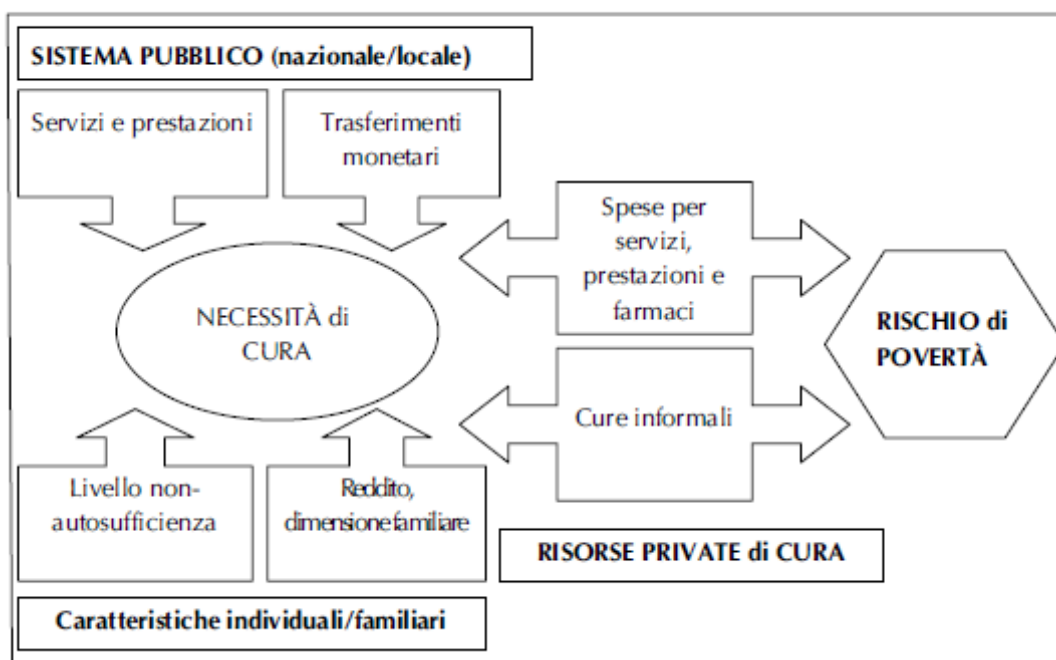 SISTEMA PUBBLICO (nazionale/locale)
Servizi e prestazioni
Trasferimenti
monetari
Spese per
servizi,
prestazioni e
farmaci
NECESSITÀ di
CURA
RISCHIO di
POVERTÀ
Cure informali
Livello non-
autosufficienza
Reddito,
dimensione familiare
RISORSE PRIVATE di CURA
Caratteristiche individuali/familiari